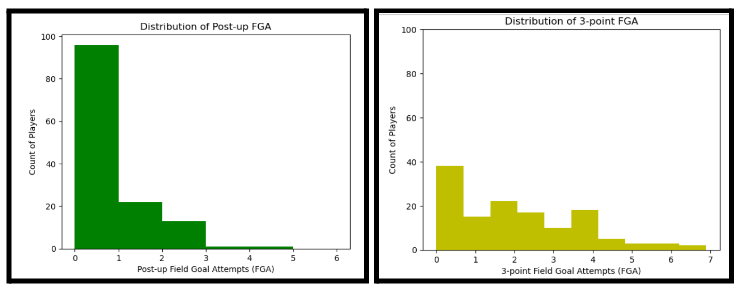 Distribution of Post-up FGA
100
80
60
40
20
0
Count of Players
0 1 2 3 4 5 6
Post-up Field Goal Attempts (FGA)
Distribution of 3-point FGA
100
80
60
40
20
0
Count of Players
0 1 2 3 4 5 6 7
3-point Field Goal Attempts (FGA)